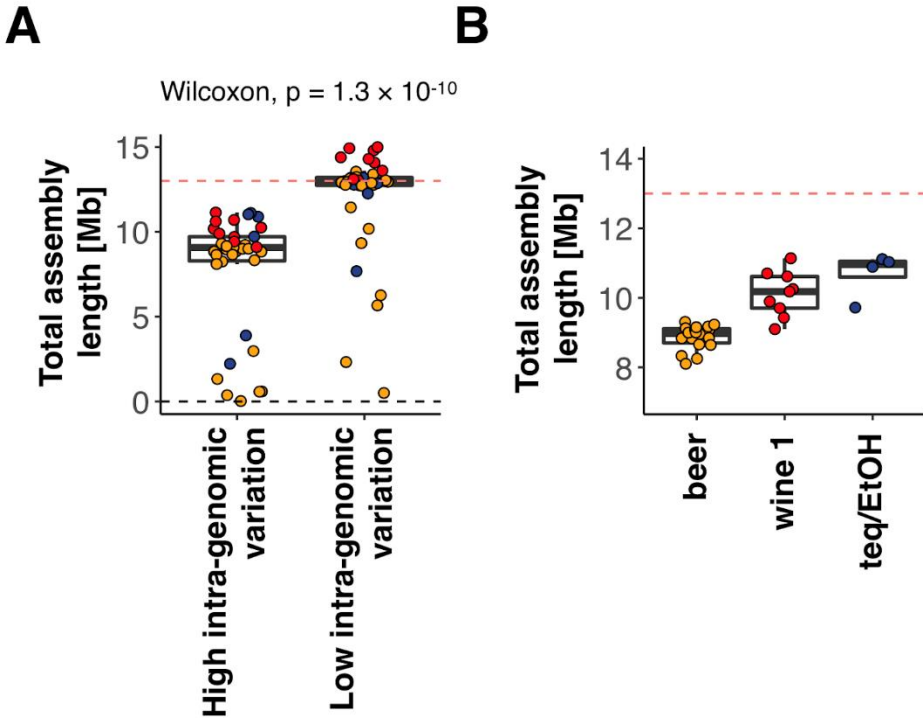 A
Wilcoxon, p = 1.3 × 10⁻¹⁰
Total assembly
length [Mb]
15
10
5
0
High intra-genomic
variation
Low intra-genomic
variation
B
Total assembly
length [Mb]
14
12
10
8
beer
wine 1
teq/EtOH